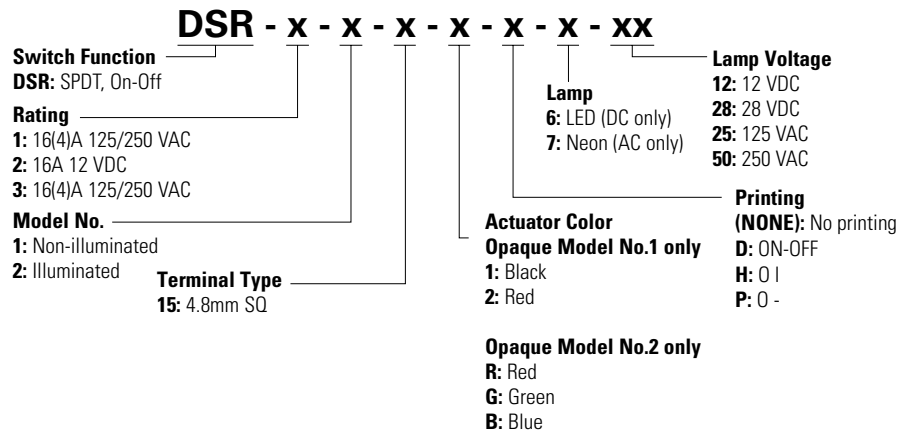 DSR - x - x - x - x - x - x - xx
Switch Function
DSR: SPDT, On-Off
Rating
1: 16(4)A 125/250 VAC
2: 16A 12 VDC
3: 16(4)A 125/250 VAC
Model No.
1: Non-illuminated
2: Illuminated
Terminal Type
15: 4.8mm SQ
Actuator Color
Opaque Model No.1 only
1: Black
2: Red
Opaque Model No.2 only
R: Red
G: Green
B: Blue
Lamp
6: LED (DC only)
7: Neon (AC only)
Lamp Voltage
12: 12 VDC
28: 28 VDC
25: 125 VAC
50: 250 VAC
Printing
(NONE): No printing
D: ON-OFF
H: O I
P: O -